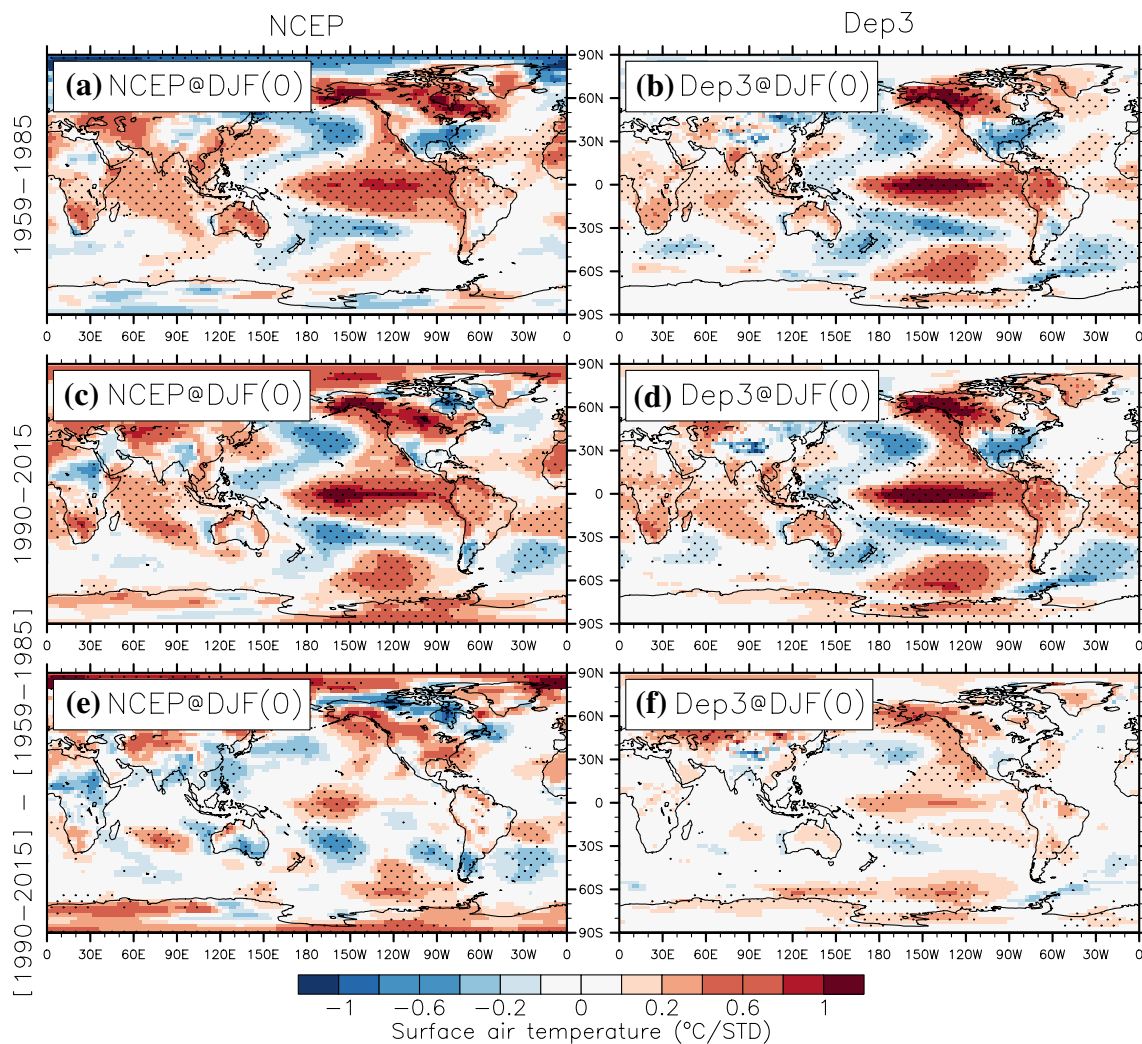 NCEP
Dep3
1959-1985
(a) NCEP@DJF(0)
(b) Dep3@DJF(0)
90N
60N
30N
0
30S
60S
90S
0 30E 60E 90E 120E 150E 180 150W 120W 90W 60W 30W 0
0 30E 60E 90E 120E 150E 180 150W 120W 90W 60W 30W 0
1990-2015
(c) NCEP@DJF(0)
(d) Dep3@DJF(0)
90N
60N
30N
0
30S
60S
90S
0 30E 60E 90E 120E 150E 180 150W 120W 90W 60W 30W 0
0 30E 60E 90E 120E 150E 180 150W 120W 90W 60W 30W 0
[1990-2015] - [1959-1985]
(e) NCEP@DJF(0)
(f) Dep3@DJF(0)
90N
60N
30N
0
30S
60S
90S
0 30E 60E 90E 120E 150E 180 150W 120W 90W 60W 30W 0
0 30E 60E 90E 120E 150E 180 150W 120W 90W 60W 30W 0
-1 -0.6 -0.2 0 0.2 0.6 1
Surface air temperature (°C/STD)